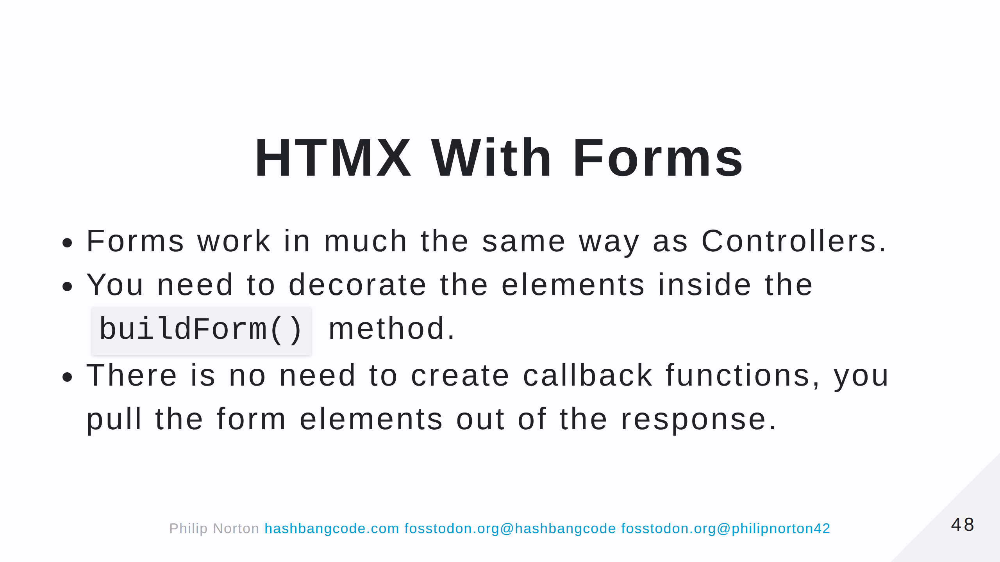 HTMX With Forms
• Forms work in much the same way as Controllers.
• You need to decorate the elements inside the
buildForm() method.
• There is no need to create callback functions, you
pull the form elements out of the response.
Philip Norton hashbangcode.com fosstodon.org@hashbangcode fosstodon.org@philipnorton42
48